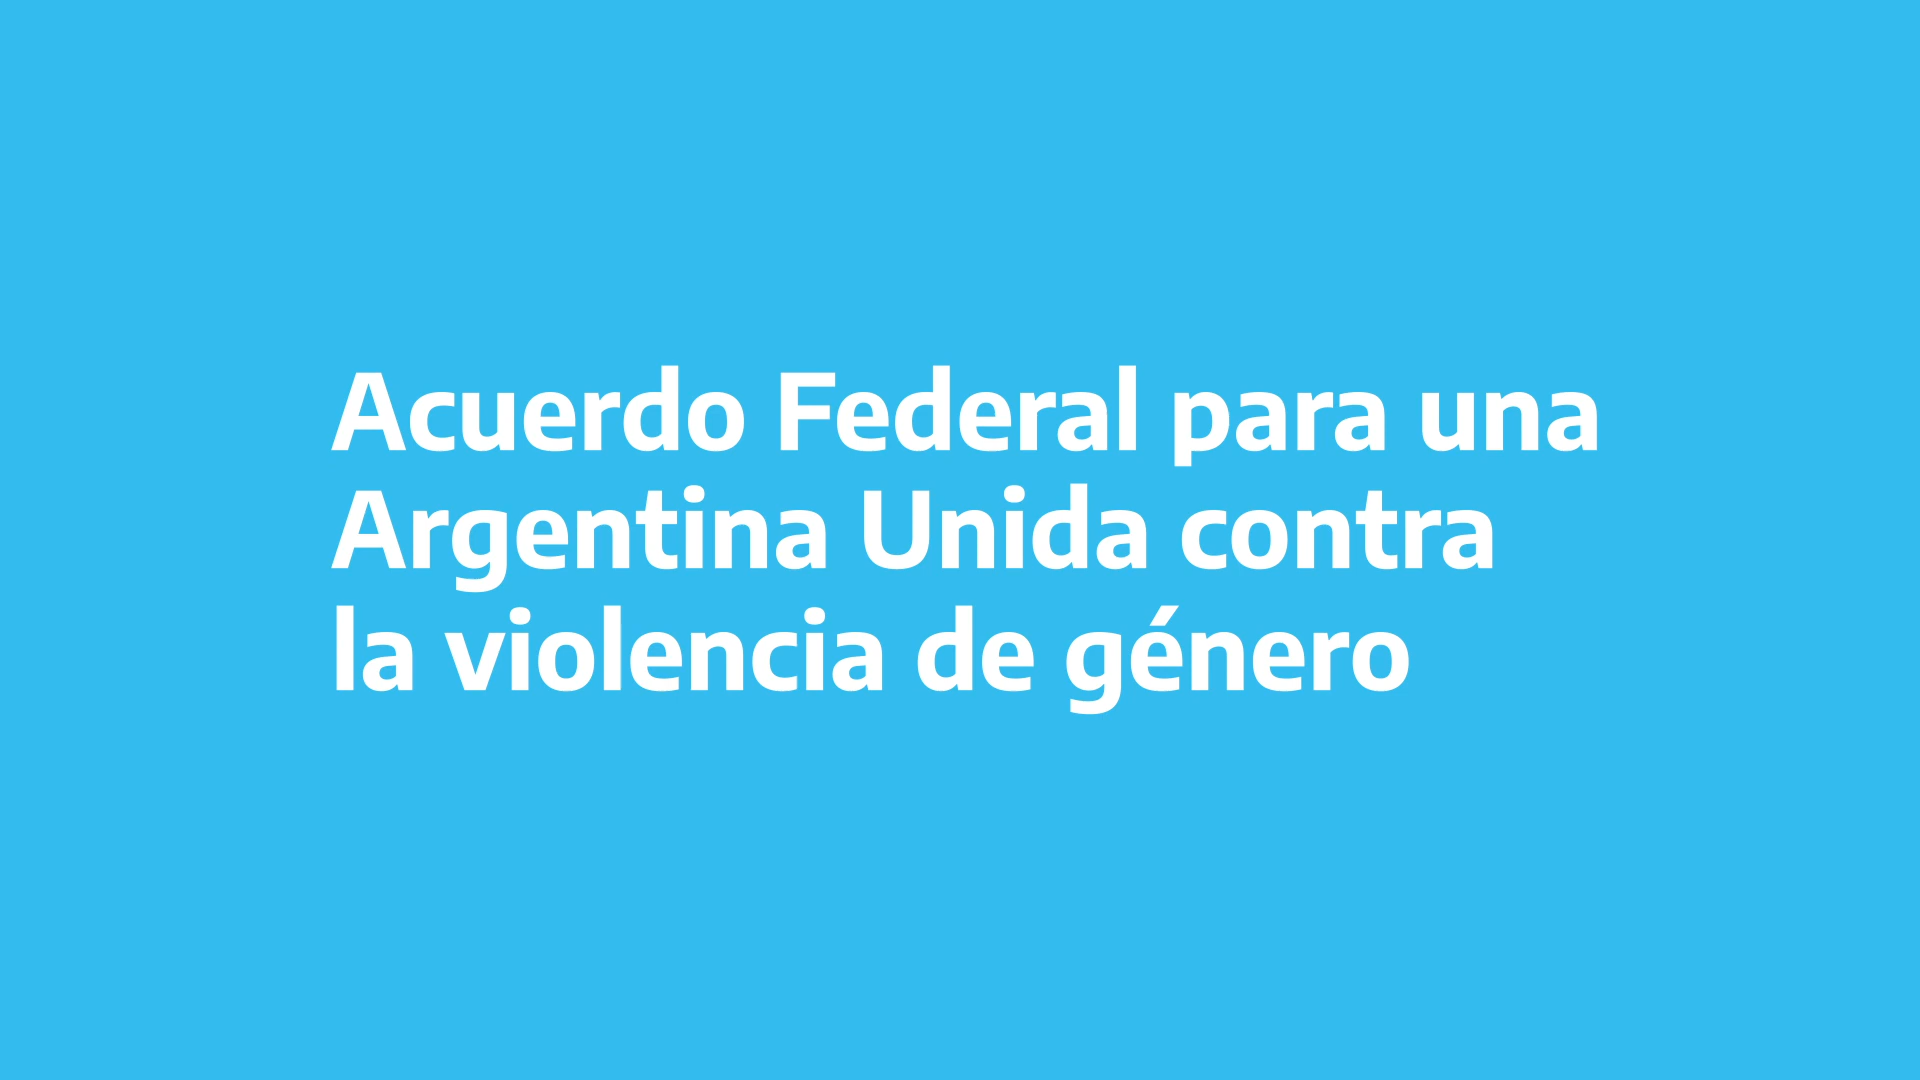 Acuerdo Federal para una
Argentina Unida contra
la violencia de género